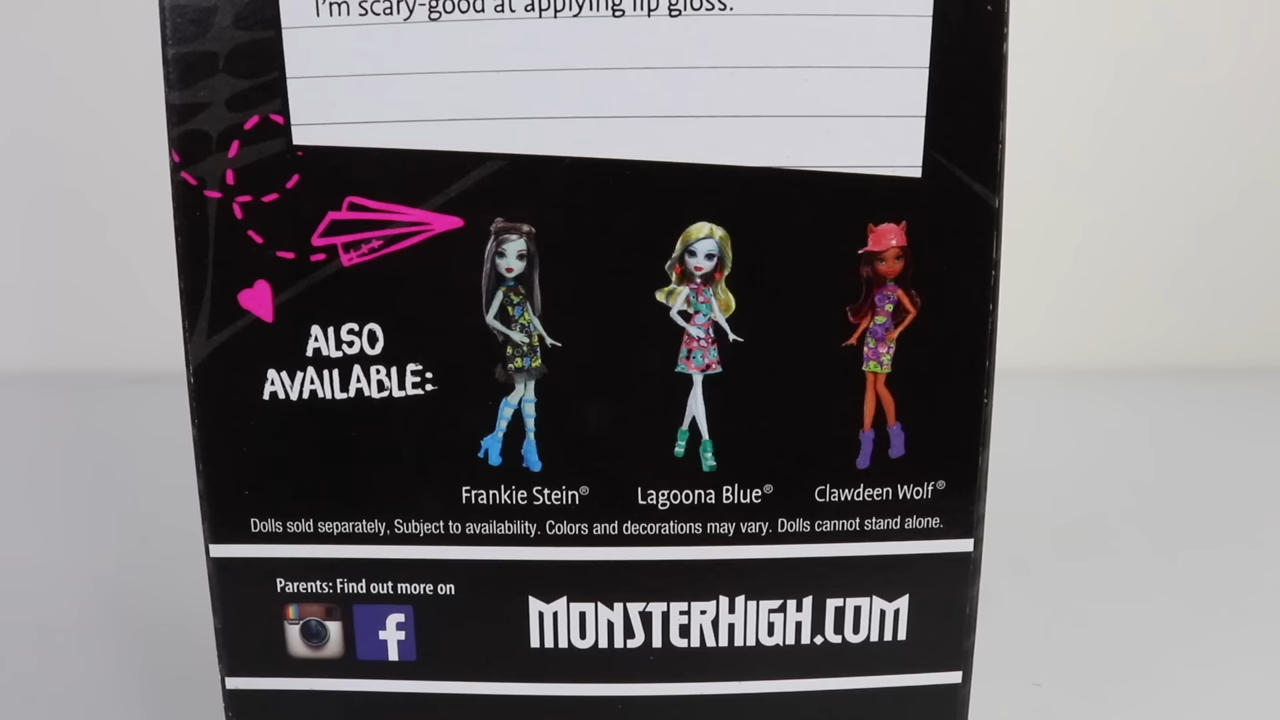 I'm scary-good at applying lip gloss.
ALSO
AVAILABLE:
Frankie Stein® Lagoona Blue® Clawdeen Wolf®
Dolls sold separately, Subject to availability. Colors and decorations may vary. Dolls cannot stand alone.
Parents: Find out more on
f
MONSTERHIGH.COM